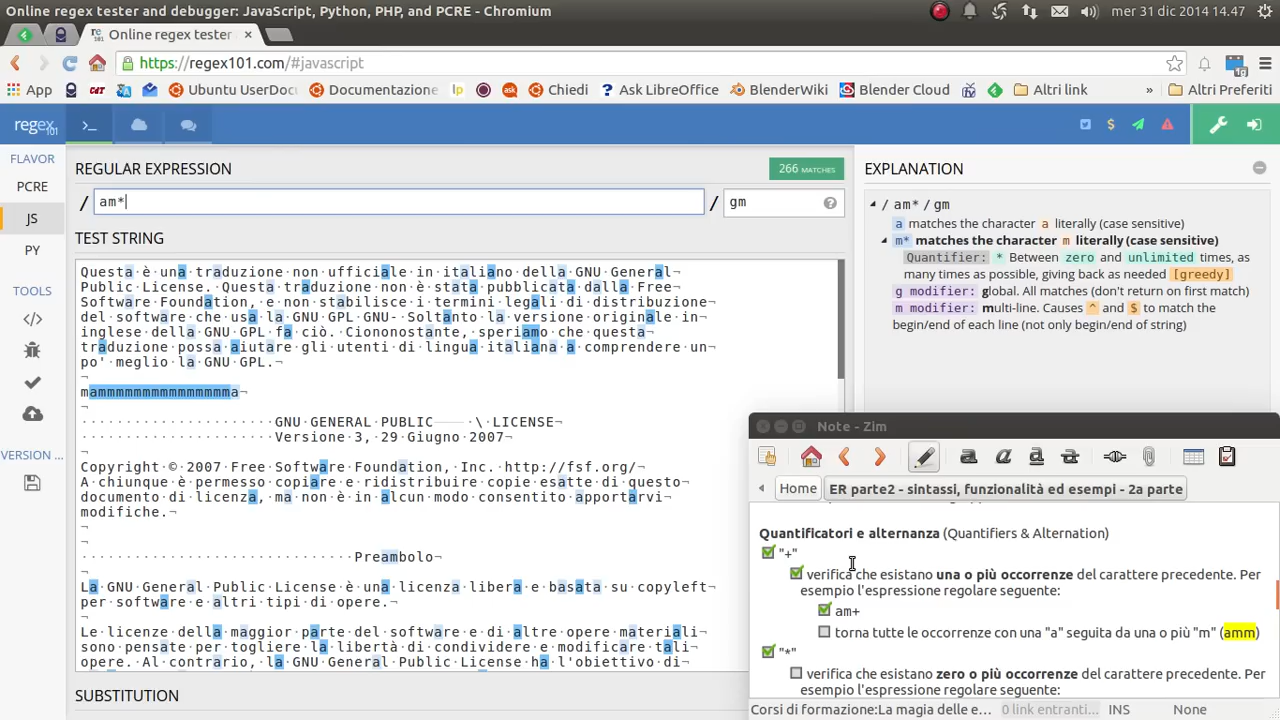 Online regex tester and debugger: JavaScript, Python, PHP, and PCRE - Chromium
mer 31 dic 2014 14.47
Online regex tester
https://regex101.com/#javascript
App
CĀT
Ubuntu UserDocu
Documentazione
lp
ask
Chiedi
Ask LibreOffice
BlenderWiki
Blender Cloud
Altri link
»
Altri Preferiti
regex
101
FLAVOR
PCRE
JS
PY
TOOLS
VERSION ...
REGULAR EXPRESSION
266 MATCHES
/ am* / gm
TEST STRING
Questa·è·una·traduzione·non·ufficiale·in·italiano·della·GNU·General¬
Public·License.·Questa·traduzione·non·è·stata·pubblicata·dalla·Free
Software·Foundation,·e·non·stabilisce·i·termini·legali·di·distribuzione
del·software·che·usa·la·GNU·GPL·GNU-·Soltanto·la·versione·originale·in¬
inglese·della·GNU·GPL·fa·ciò.·Ciononostante,·speriamo·che·questa¬
traduzione·possa·aiutare·gli·utenti·di·lingua·italiana·a·comprendere·un¬
po'·meglio·la·GNU·GPL.¬
¬
mammmmmmmmmmmmmmmma¬
¬
GNU·GENERAL·PUBLIC \·LICENSE¬
Versione·3,·29·Giugno·2007¬
¬
Copyright·©·2007·Free·Software·Foundation,·Inc.·http://fsf.org/¬
A·chiunque·è·permesso·copiare·e·ridistribuire·copie·esatte·di·questo¬
documento·di·licenza,·ma·non·è·in·alcun·modo·consentito·apportarvi¬
modifiche.¬
¬
¬
Preambolo¬
¬
La·GNU·General·Public·License·è·una·licenza·libera·e·basata·su·copyleft¬
per·software·e·altri·tipi·di·opere.¬
¬
Le·licenze·della·maggior·parte·del·software·e·di·altre·opere·materiali¬
sono·pensate·per·togliere·la·libertà·di·condividere·e·modificare·tali¬
opere.·Al·contrario,·la·GNU·General·Public·License·ha·l'obiettivo·di
SUBSTITUTION
EXPLANATION
/ am* / gm
a matches the character a literally (case sensitive)
m* matches the character m literally (case sensitive)
Quantifier: * Between zero and unlimited times, as
many times as possible, giving back as needed [greedy]
g modifier: global. All matches (don't return on first match)
m modifier: multi-line. Causes ^ and $ to match the
begin/end of each line (not only begin/end of string)
Note - Zim
Home
ER parte2 - sintassi, funzionalità ed esempi - 2a parte
Quantificatori e alternanza (Quantifiers & Alternation)
"+"
verifica che esistano una o più occorrenze del carattere precedente. Per
esempio l'espressione regolare seguente:
am+
torna tutte le occorrenze con una "a" seguita da una o più "m" (amm)
"*"
verifica che esistano zero o più occorrenze del carattere precedente. Per
esempio l'espressione regolare seguente:
Corsi di formazione:La magia delle e...
0 link entranti...
INS
None